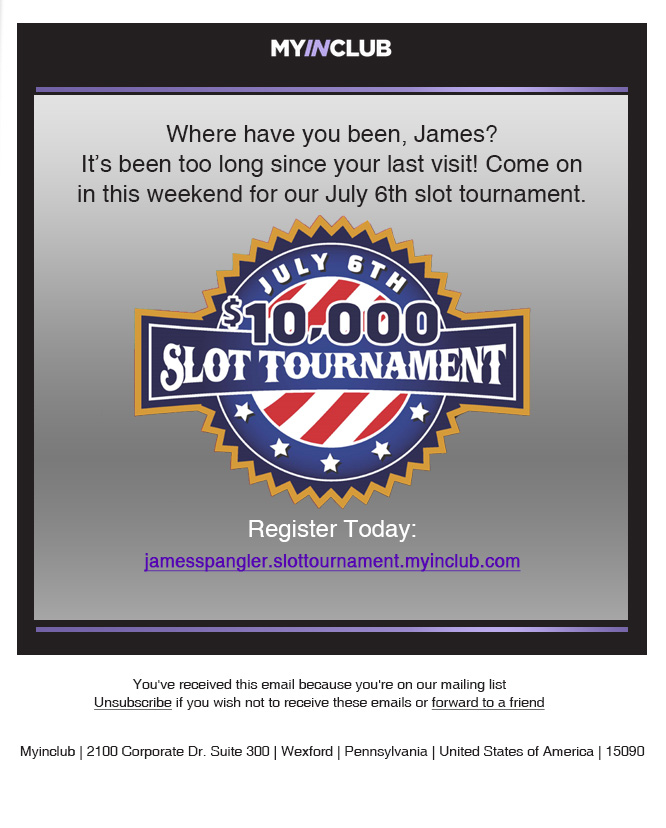 MYINCLUB
Where have you been, James?
It’s been too long since your last visit! Come on
in this weekend for our July 6th slot tournament.
JULY 6TH
$10,000
SLOT TOURNAMENT
Register Today:
jamesspangler.slottournament.myinclub.com
You've received this email because you're on our mailing list
Unsubscribe if you wish not to receive these emails or forward to a friend
Myinclub | 2100 Corporate Dr. Suite 300 | Wexford | Pennsylvania | United States of America | 15090